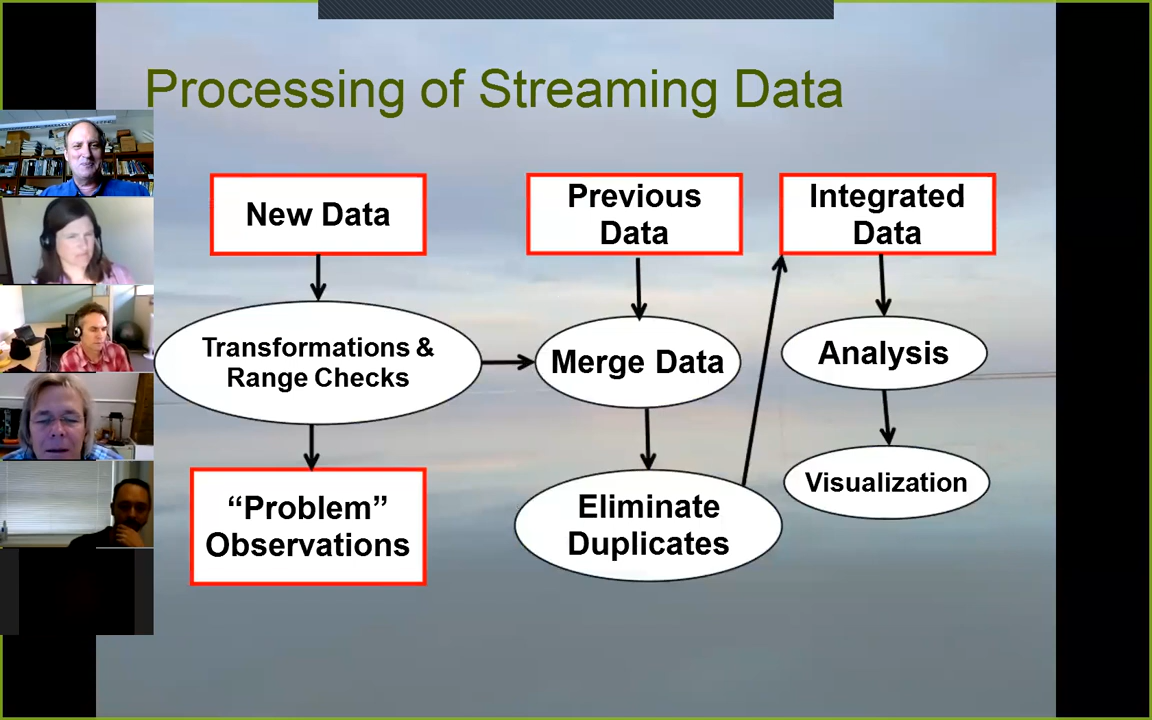 Processing of Streaming Data
New Data
Previous
Data
Integrated
Data
Transformations &
Range Checks
Merge Data
Analysis
“Problem”
Observations
Eliminate
Duplicates
Visualization